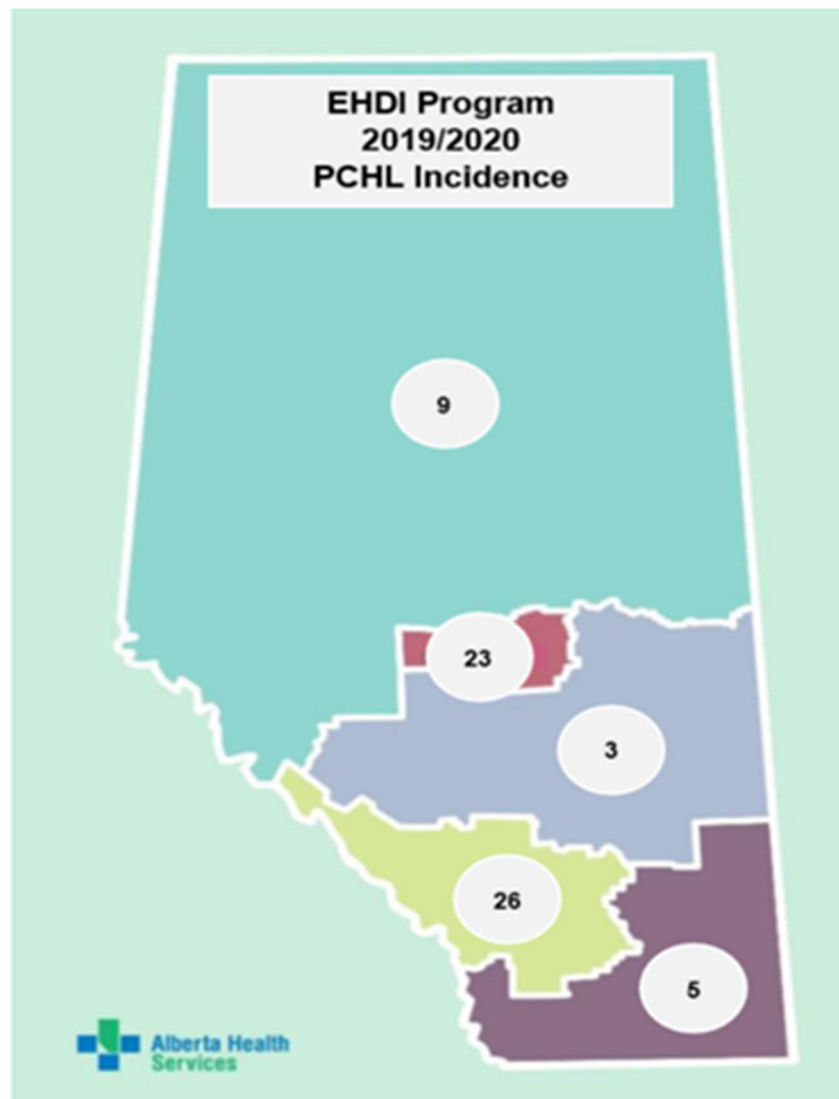 EHDI Program
2019/2020
PCHL Incidence
9
23
3
26
5
Alberta Health
Services